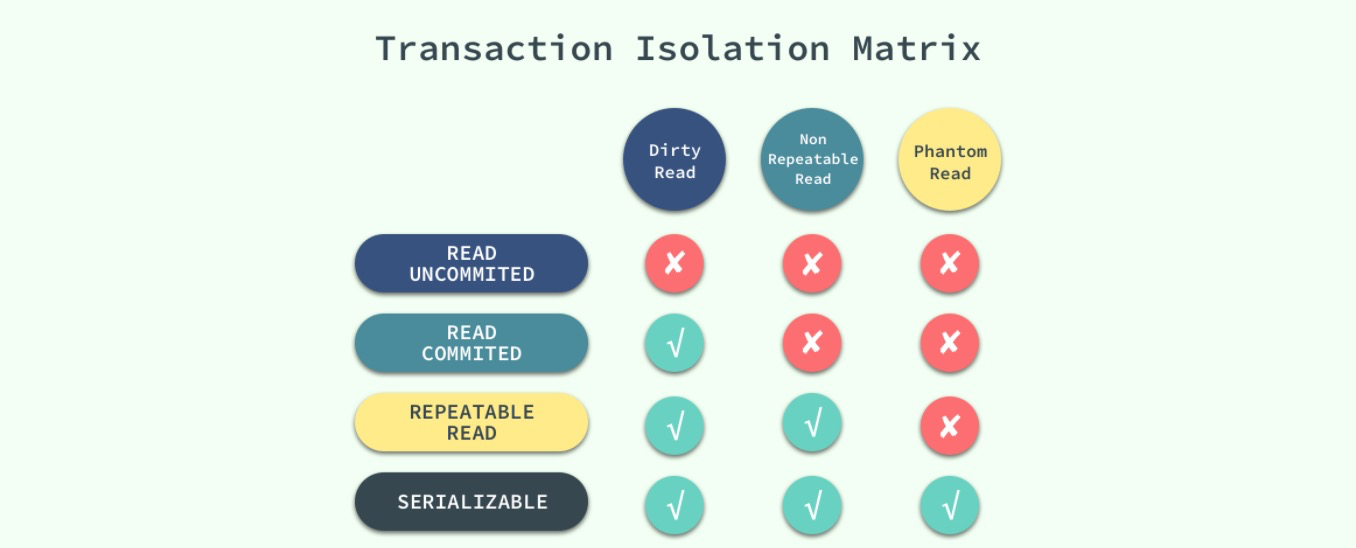 Transaction Isolation Matrix
Dirty
Read
Non
Repeatable
Read
Phantom
Read
READ
UNCOMMITED
✘ ✘ ✘
READ
COMMITED
√ ✘ ✘
REPEATABLE
READ
√ √ ✘
SERIALIZABLE
√ √ √